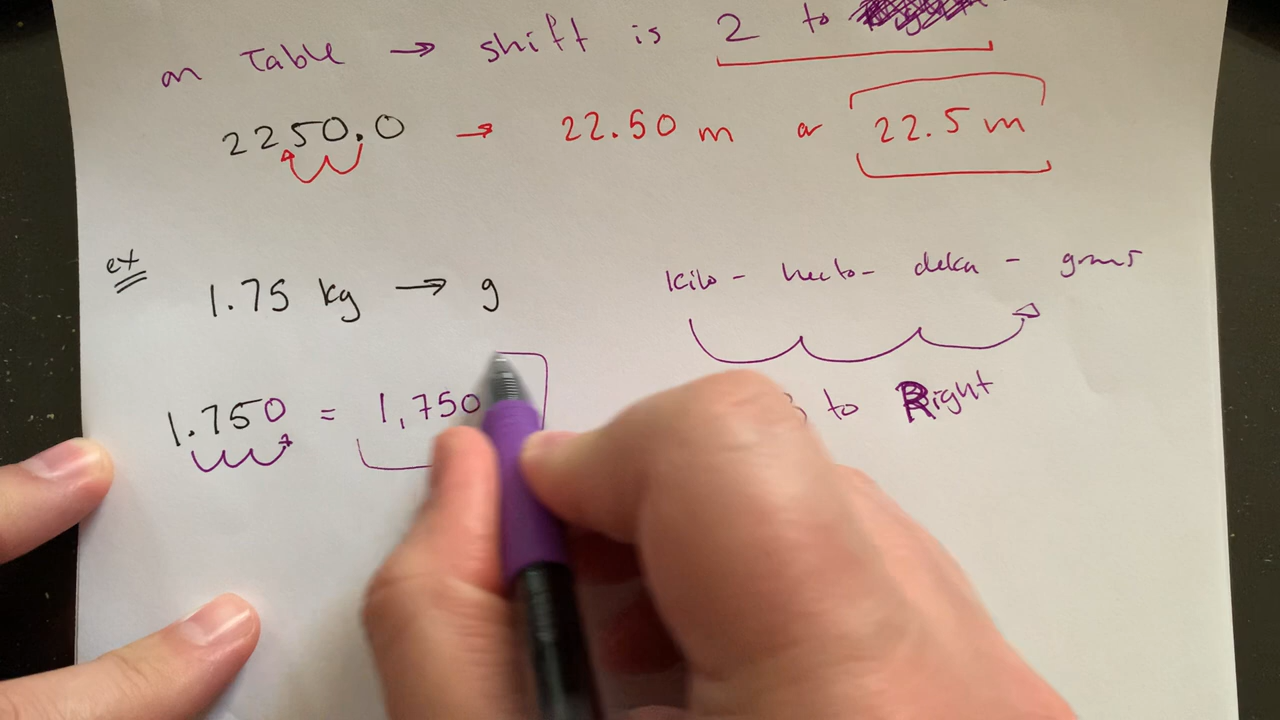 on Table → shift is 2 to
2250.0 → 22.50 m or 22.5 m
ex
1.75 kg → g
kilo - hecto - deka - grams
1.750 = 1,750
3 to Right